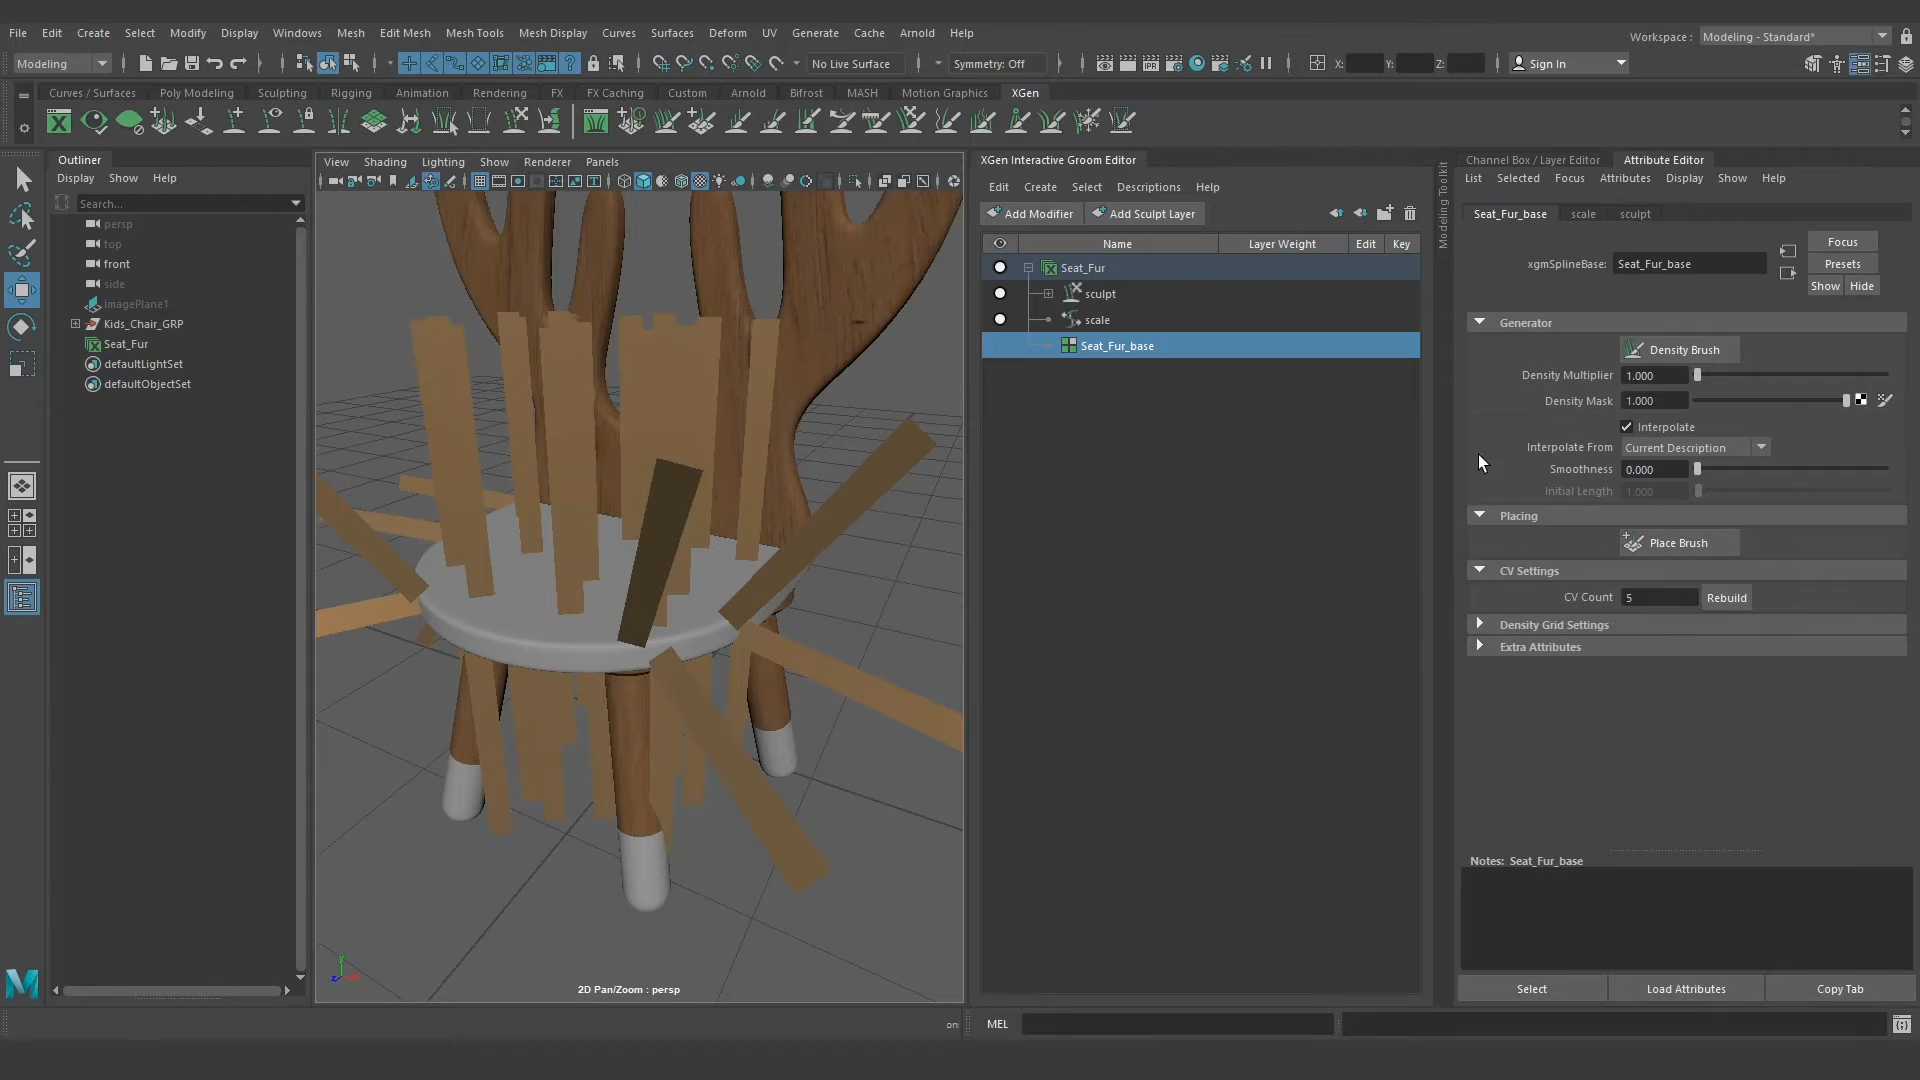 File Edit Create Select Modify Display Windows Mesh Edit Mesh Mesh Tools Mesh Display Curves Surfaces Deform UV Generate Cache Arnold Help
Workspace : Modeling - Standard*
Modeling
No Live Surface
Symmetry: Off
X:
Y:
Z:
Sign In
Curves / Surfaces Poly Modeling Sculpting Rigging Animation Rendering FX FX Caching Custom Arnold Bifrost MASH Motion Graphics XGen
Outliner
Display Show Help
Search...
persp
top
front
side
imagePlane1
Kids_Chair_GRP
Seat_Fur
defaultLightSet
defaultObjectSet
View Shading Lighting Show Renderer Panels
2D Pan/Zoom : persp
XGen Interactive Groom Editor
Edit Create Select Descriptions Help
Add Modifier
Add Sculpt Layer
Name Layer Weight Edit Key
Seat_Fur
sculpt
scale
Seat_Fur_base
Modeling Toolkit
Channel Box / Layer Editor Attribute Editor
List Selected Focus Attributes Display Show Help
Seat_Fur_base scale sculpt
xgmSplineBase: Seat_Fur_base
Focus
Presets
Show Hide
Generator
Density Brush
Density Multiplier 1.000
Density Mask 1.000
Interpolate
Interpolate From Current Description
Smoothness 0.000
Initial Length 1.000
Placing
Place Brush
CV Settings
CV Count 5 Rebuild
Density Grid Settings
Extra Attributes
Notes: Seat_Fur_base
Select Load Attributes Copy Tab
on:
MEL